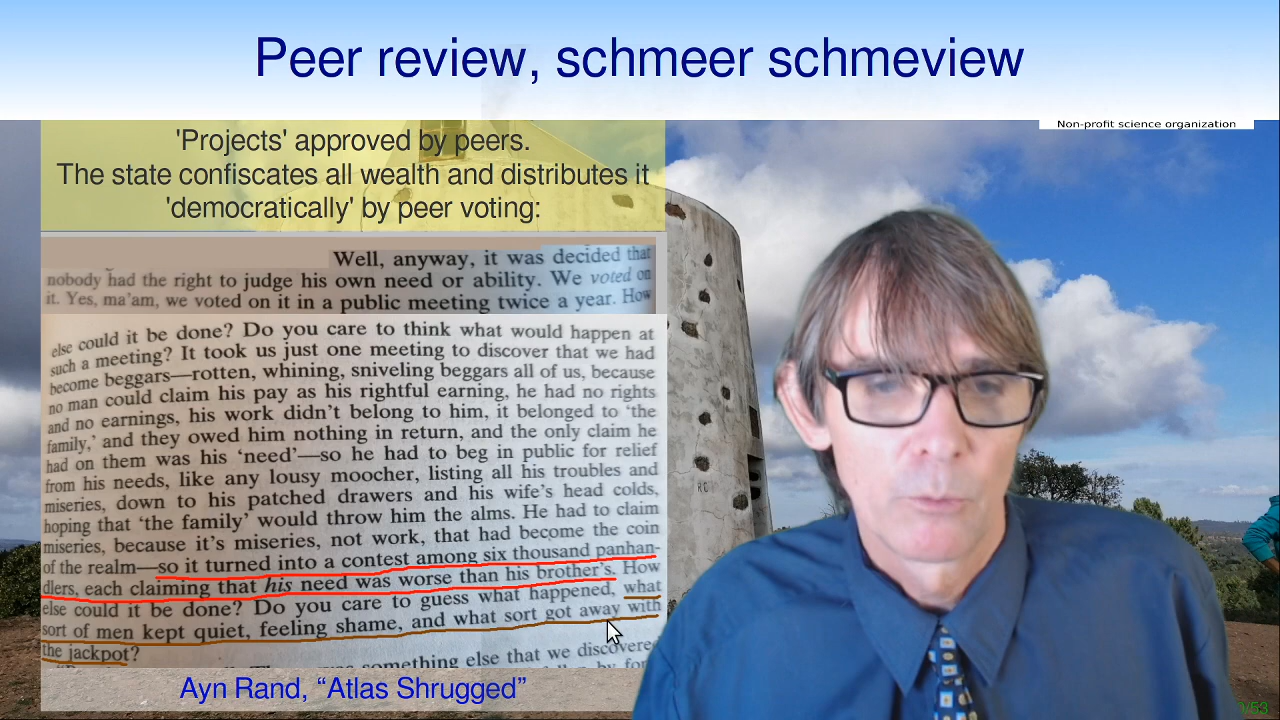 Peer review, schmeer schmeview
Non-profit science organization
'Projects' approved by peers.
The state confiscates all wealth and distributes it
'democratically' by peer voting:
Well, anyway, it was decided that
nobody had the right to judge his own need or ability. We voted on
it. Yes, ma'am, we voted on it in a public meeting twice a year. How
else could it be done? Do you care to think what would happen at
such a meeting? It took us just one meeting to discover that we had
become beggars—rotten, whining, sniveling beggars all of us, because
no man could claim his pay as his rightful earning, he had no rights
and no earnings, his work didn't belong to him, it belonged to 'the
family,' and they owed him nothing in return, and the only claim he
had on them was his 'need'—so he had to beg in public for relief
from his needs, like any lousy moocher, listing all his troubles and
miseries, down to his patched drawers and his wife's head colds,
hoping that 'the family' would throw him the alms. He had to claim
miseries, because it's miseries, not work, that had become the coin
of the realm—so it turned into a contest among six thousand panhan-
dlers, each claiming that his need was worse than his brother's. How
else could it be done? Do you care to guess what happened, what
sort of men kept quiet, feeling shame, and what sort got away with
the jackpot?
something else that we discovered
Ayn Rand, “Atlas Shrugged”
/53